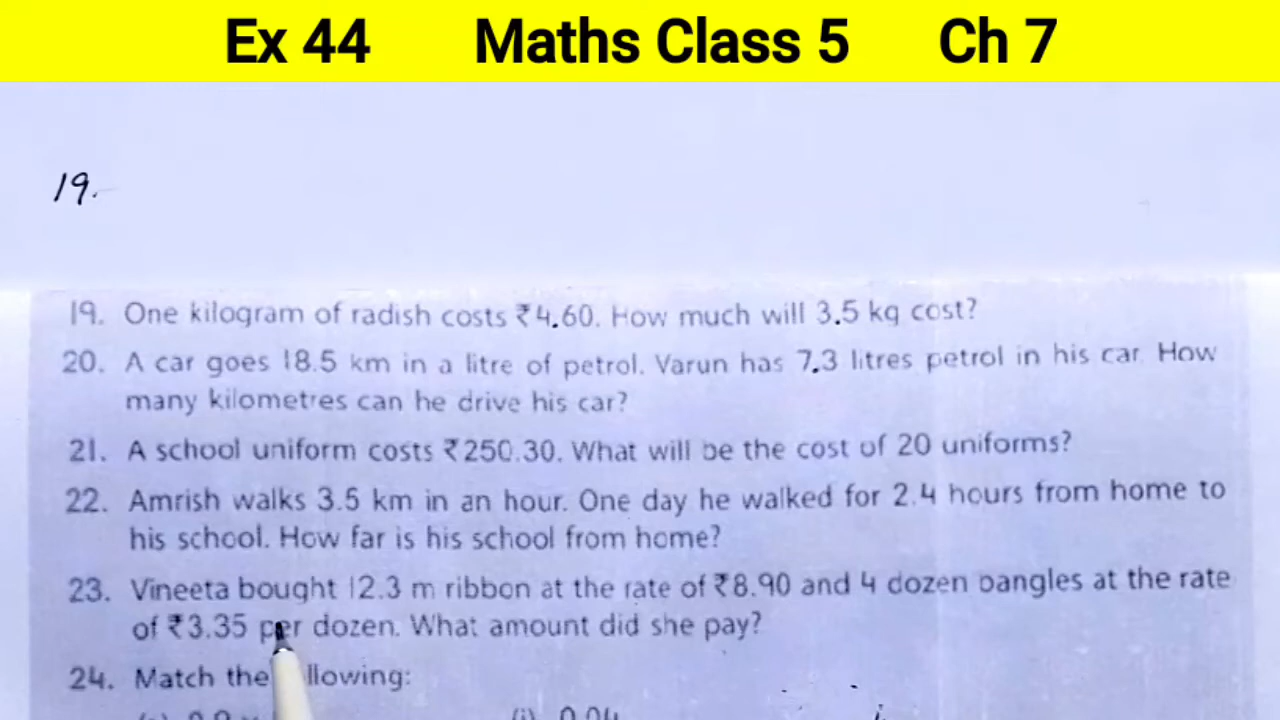 Ex 44 Maths Class 5 Ch 7
19.
19. One kilogram of radish costs ₹4.60. How much will 3.5 kg cost?
20. A car goes 18.5 km in a litre of petrol. Varun has 7.3 litres petrol in his car. How
many kilometres can he drive his car?
21. A school uniform costs ₹250.30. What will be the cost of 20 uniforms?
22. Amrish walks 3.5 km in an hour. One day he walked for 2.4 hours from home to
his school. How far is his school from home?
23. Vineeta bought 12.3 m ribbon at the rate of ₹8.90 and 4 dozen bangles at the rate
of ₹3.35 per dozen. What amount did she pay?
24. Match the llowing:
(i) 0.04